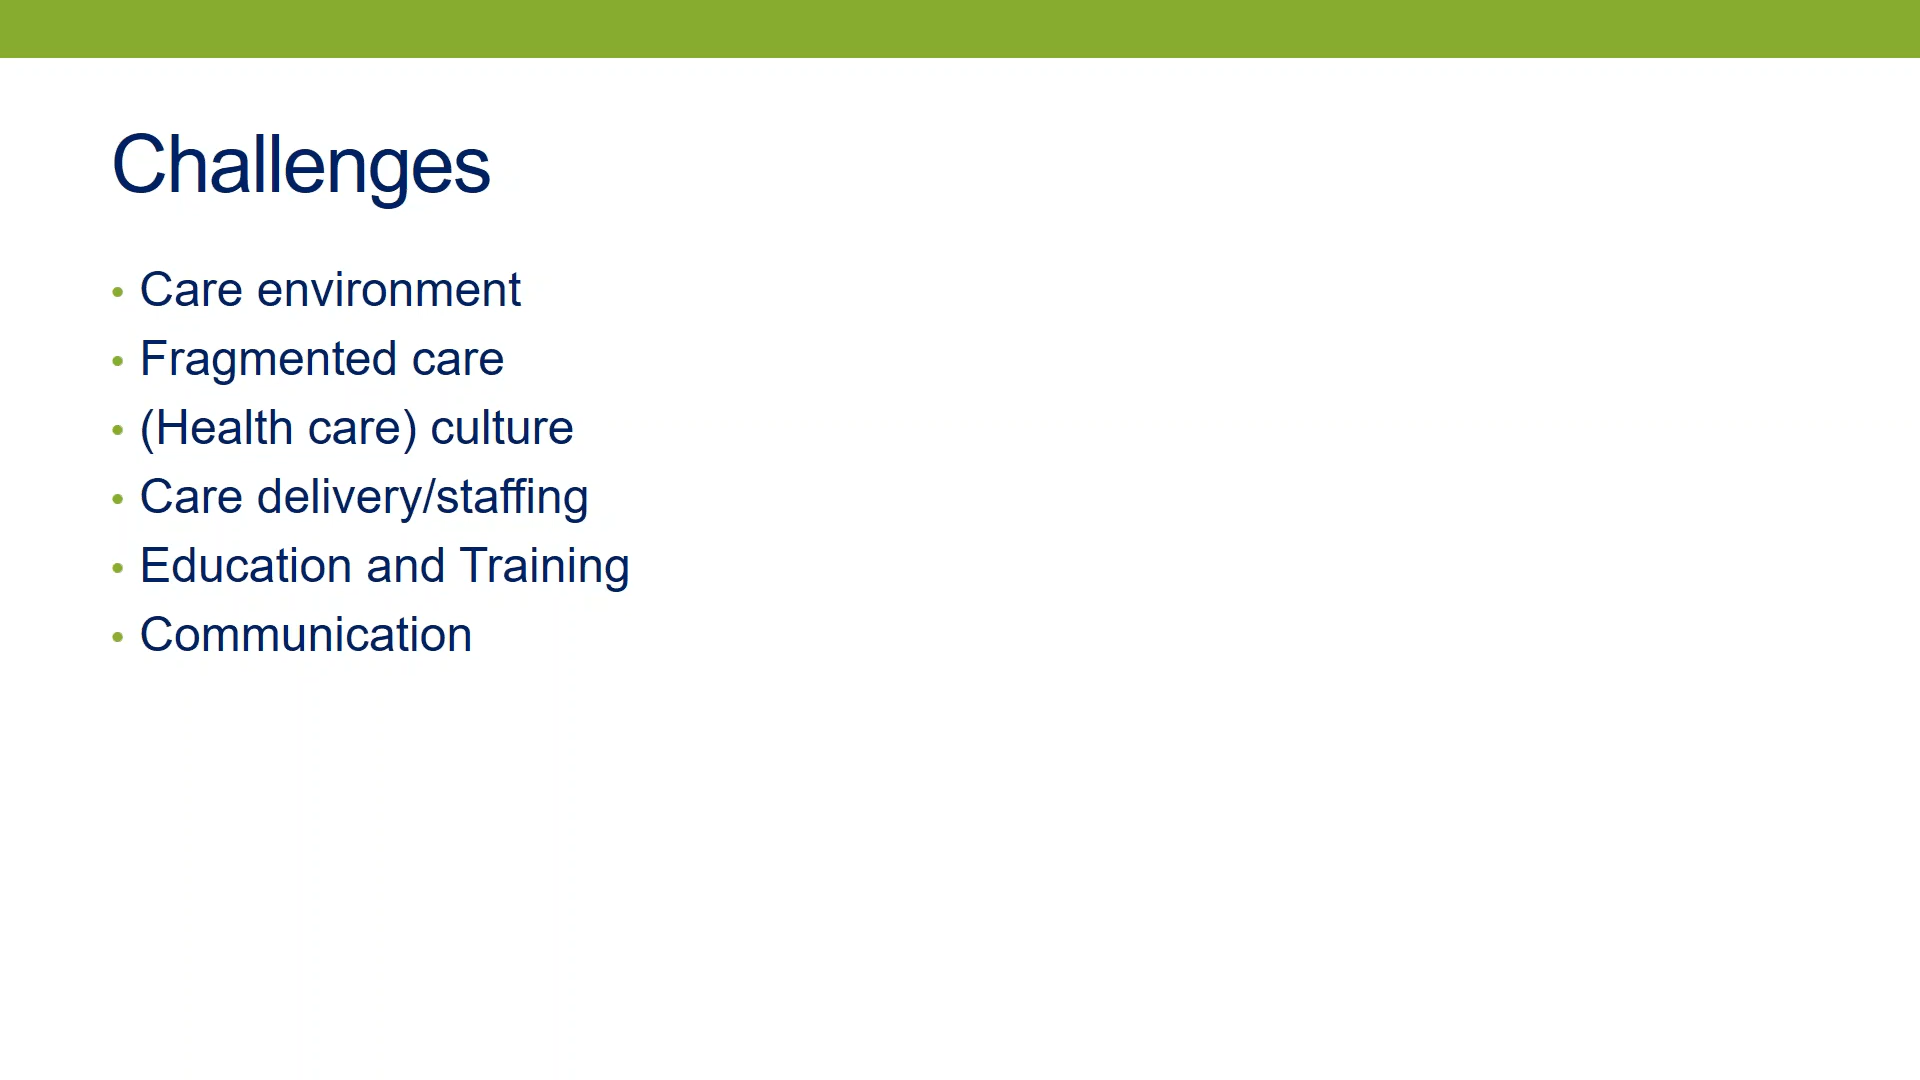 Challenges
• Care environment
• Fragmented care
• (Health care) culture
• Care delivery/staffing
• Education and Training
• Communication